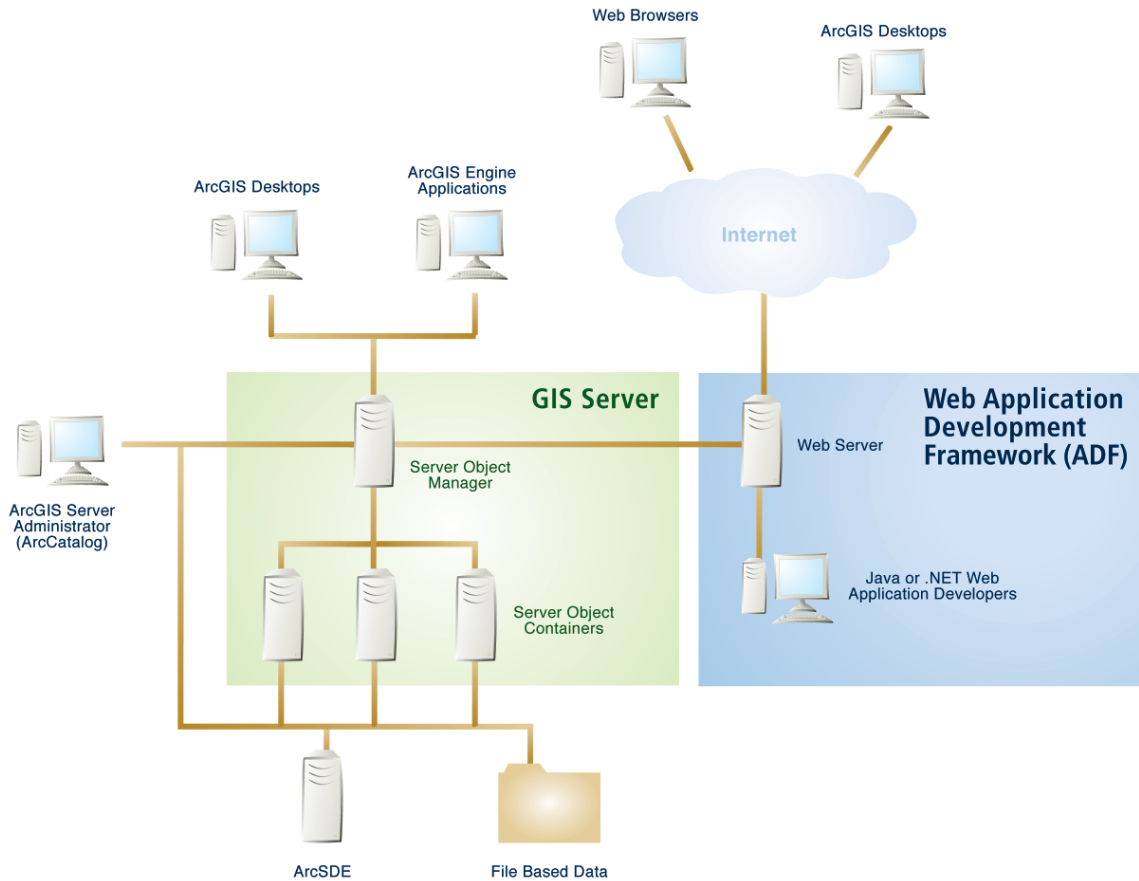 Web Browsers
ArcGIS Desktops
ArcGIS Desktops
ArcGIS Engine
Applications
Internet
GIS Server
Web Application
Development
Framework (ADF)
Web Server
Server Object
Manager
ArcGIS Server
Administrator
(ArcCatalog)
Java or .NET Web
Application Developers
Server Object
Containers
ArcSDE
File Based Data